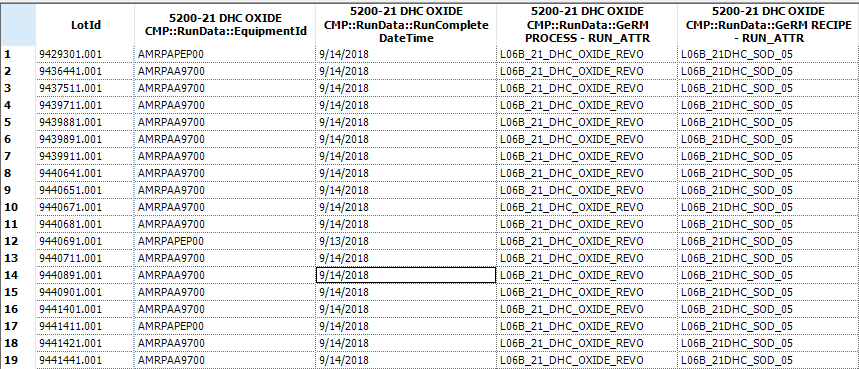 LotId 5200-21 DHC OXIDE CMP::RunData::EquipmentId 5200-21 DHC OXIDE CMP::RunData::RunComplete DateTime 5200-21 DHC OXIDE CMP::RunData::GeRM PROCESS - RUN_ATTR 5200-21 DHC OXIDE CMP::RunData::GeRM RECIPE - RUN_ATTR
1 9429301.001 AMRPAPEP00 9/14/2018 L06B_21_DHC_OXIDE_REVO L06B_21DHC_SOD_05
2 9436441.001 AMRPAA9700 9/14/2018 L06B_21_DHC_OXIDE_REVO L06B_21DHC_SOD_05
3 9437511.001 AMRPAA9700 9/14/2018 L06B_21_DHC_OXIDE_REVO L06B_21DHC_SOD_05
4 9439711.001 AMRPAA9700 9/14/2018 L06B_21_DHC_OXIDE_REVO L06B_21DHC_SOD_05
5 9439881.001 AMRPAA9700 9/14/2018 L06B_21_DHC_OXIDE_REVO L06B_21DHC_SOD_05
6 9439891.001 AMRPAA9700 9/14/2018 L06B_21_DHC_OXIDE_REVO L06B_21DHC_SOD_05
7 9439911.001 AMRPAA9700 9/14/2018 L06B_21_DHC_OXIDE_REVO L06B_21DHC_SOD_05
8 9440641.001 AMRPAA9700 9/14/2018 L06B_21_DHC_OXIDE_REVO L06B_21DHC_SOD_05
9 9440651.001 AMRPAA9700 9/14/2018 L06B_21_DHC_OXIDE_REVO L06B_21DHC_SOD_05
10 9440671.001 AMRPAA9700 9/14/2018 L06B_21_DHC_OXIDE_REVO L06B_21DHC_SOD_05
11 9440681.001 AMRPAA9700 9/14/2018 L06B_21_DHC_OXIDE_REVO L06B_21DHC_SOD_05
12 9440691.001 AMRPAPEP00 9/13/2018 L06B_21_DHC_OXIDE_REVO L06B_21DHC_SOD_05
13 9440711.001 AMRPAA9700 9/14/2018 L06B_21_DHC_OXIDE_REVO L06B_21DHC_SOD_05
14 9440891.001 AMRPAA9700 9/14/2018 L06B_21_DHC_OXIDE_REVO L06B_21DHC_SOD_05
15 9440901.001 AMRPAA9700 9/14/2018 L06B_21_DHC_OXIDE_REVO L06B_21DHC_SOD_05
16 9441401.001 AMRPAA9700 9/14/2018 L06B_21_DHC_OXIDE_REVO L06B_21DHC_SOD_05
17 9441411.001 AMRPAPEP00 9/14/2018 L06B_21_DHC_OXIDE_REVO L06B_21DHC_SOD_05
18 9441421.001 AMRPAA9700 9/14/2018 L06B_21_DHC_OXIDE_REVO L06B_21DHC_SOD_05
19 9441441.001 AMRPAA9700 9/14/2018 L06B_21_DHC_OXIDE_REVO L06B_21DHC_SOD_05